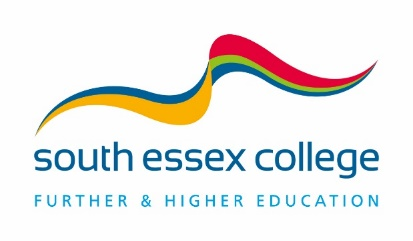 south essex college
FURTHER & HIGHER EDUCATION